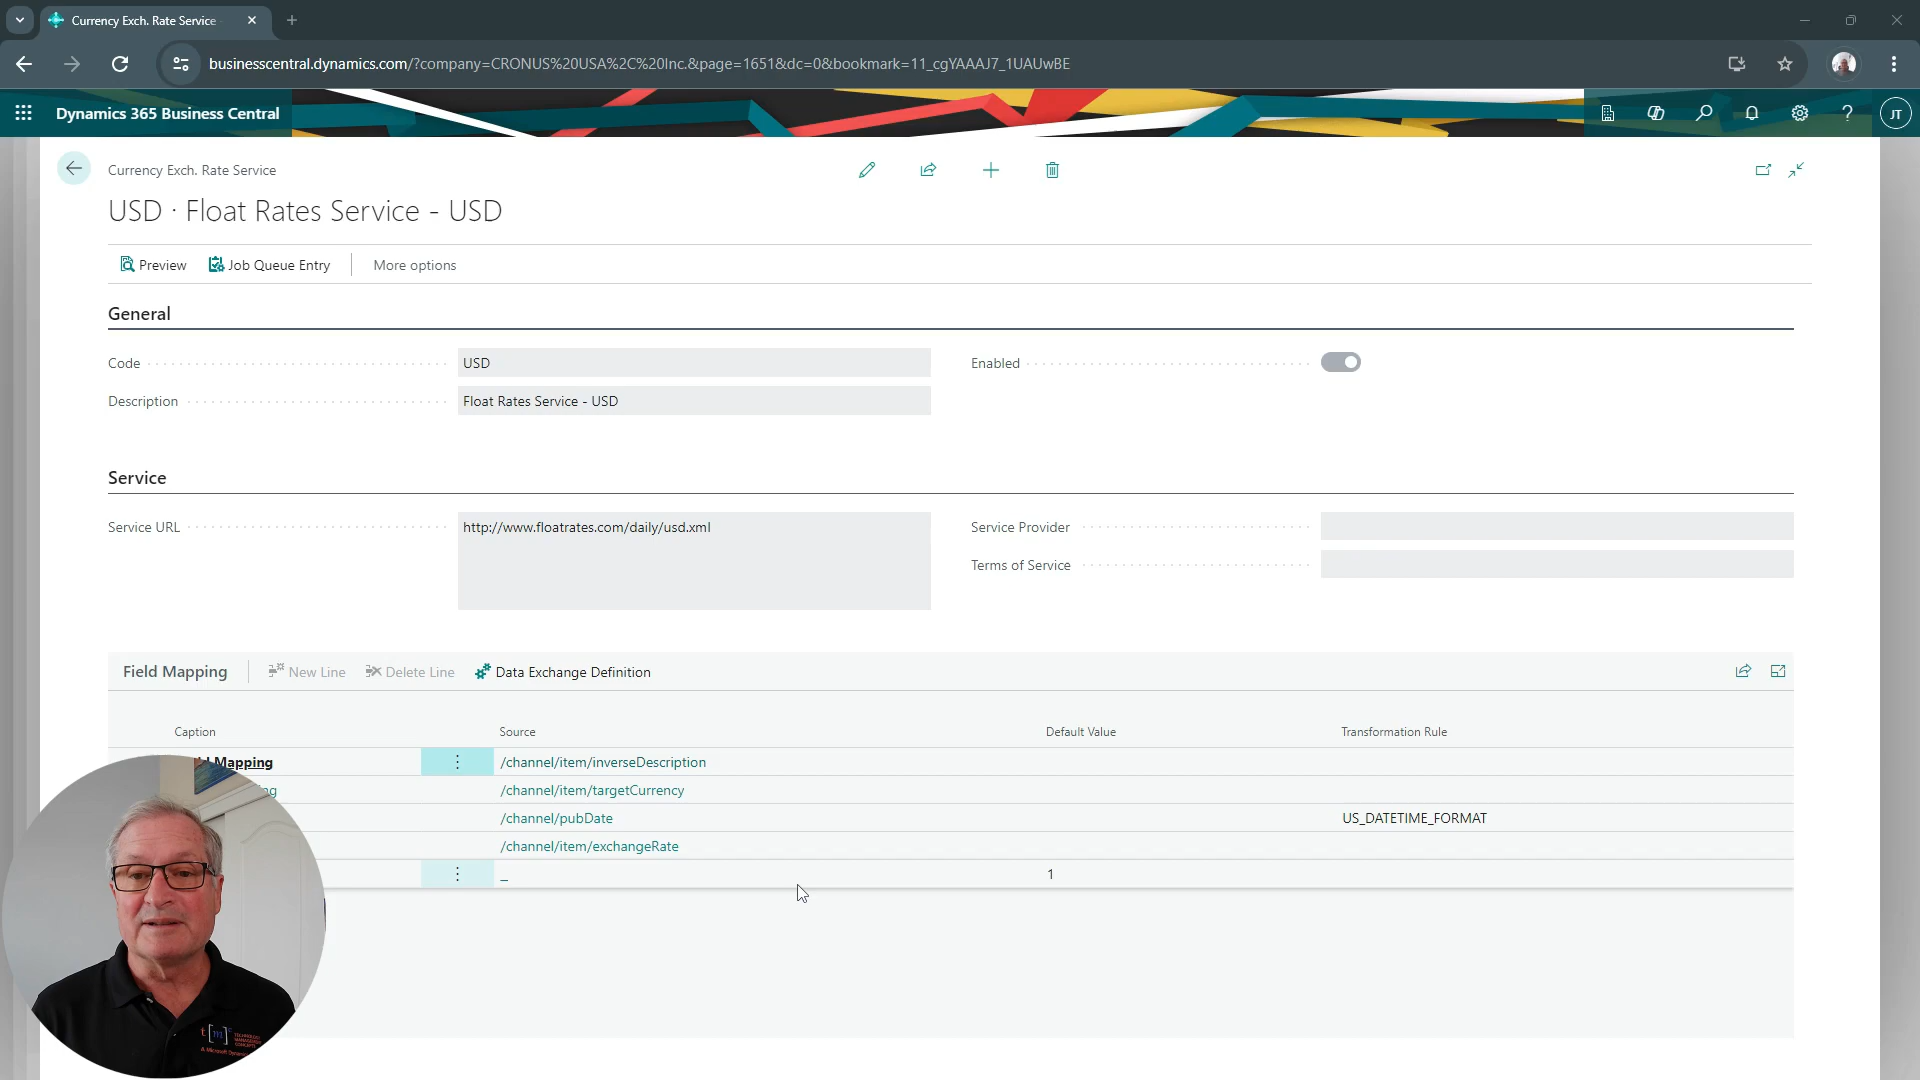 Currency Exch. Rate Service
businesscentral.dynamics.com/?company=CRONUS%20USA%2C%20Inc.&page=1651&dc=0&bookmark=11_cgYAAAJ7_1UAUwBE
Dynamics 365 Business Central
JT
Currency Exch. Rate Service
USD · Float Rates Service - USD
Preview Job Queue Entry More options
General
Code USD Enabled
Description Float Rates Service - USD
Service
Service URL http://www.floatrates.com/daily/usd.xml Service Provider
Terms of Service
Field Mapping New Line Delete Line Data Exchange Definition
Caption Source Default Value Transformation Rule
Mapping /channel/item/inverseDescription
/channel/item/targetCurrency
/channel/pubDate US_DATETIME_FORMAT
/channel/item/exchangeRate
_ 1
t[m]c TECHNOLOGY MANAGEMENT CONCEPTS